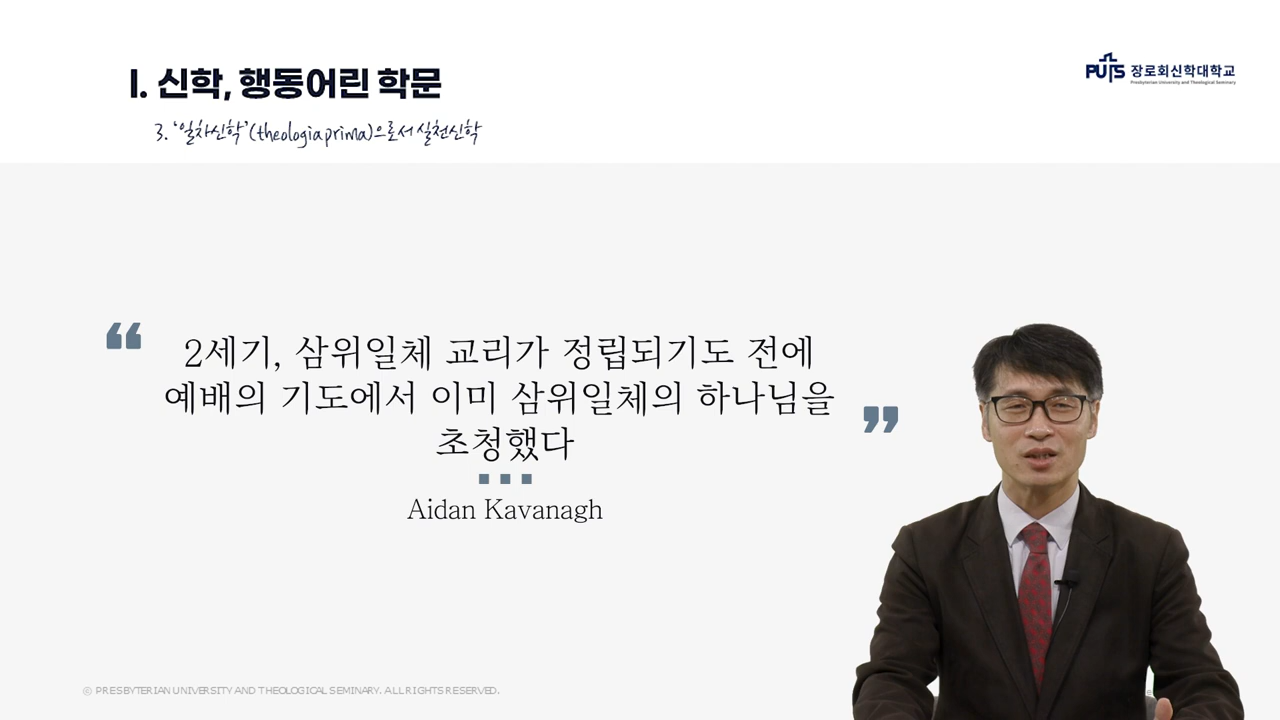 I. 신학, 행동어린 학문
3. '일차신학'(theologia prima)으로서 실천신학
PUTS 장로회신학대학교
Presbyterian University and Theological Seminary
“ 2세기, 삼위일체 교리가 정립되기도 전에
예배의 기도에서 이미 삼위일체의 하나님을 ”
초청했다
Aidan Kavanagh
© PRESBYTERIAN UNIVERSITY AND THEOLOGICAL SEMINARY. ALL RIGHTS RESERVED.